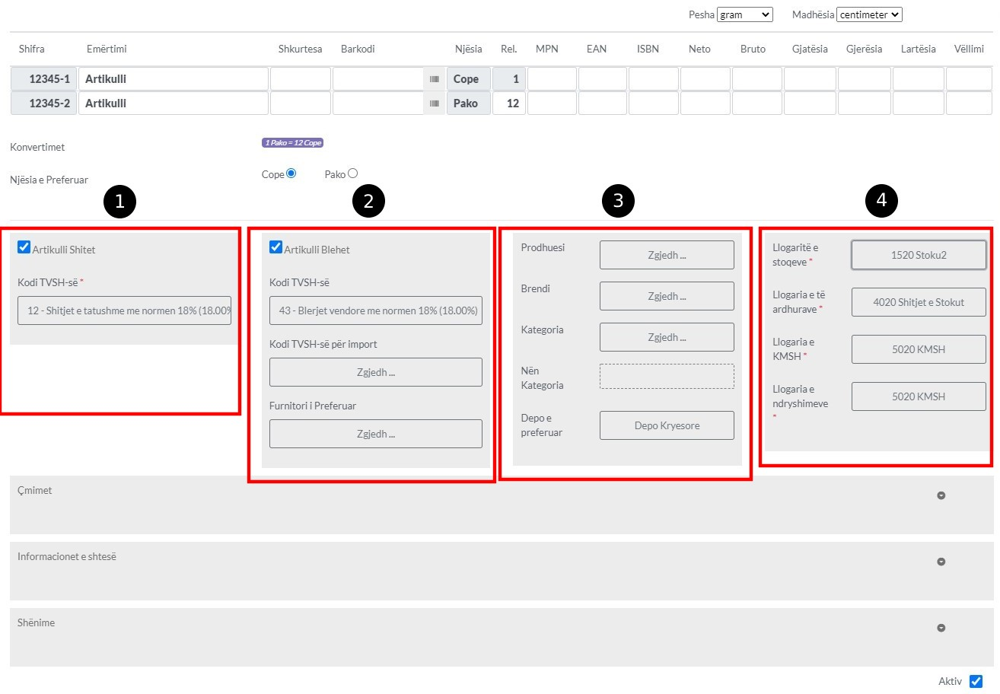 Pesha gram Madhësia centimeter
Shifra Emërtimi Shkurtesa Barkodi Njësia Rel. MPN EAN ISBN Neto Bruto Gjatësia Gjerësia Lartësia Vëllimi
12345-1 Artikulli Cope 1
12345-2 Artikulli Pako 12
Konvertimet 1 Pako = 12 Cope
Njësia e Preferuar Cope Pako
1
2
3
4
Artikulli Shitet
Kodi TVSH-së *
12 - Shitjet e tatushme me normen 18% (18.00%
Artikulli Blehet
Kodi TVSH-së
43 - Blerjet vendore me normen 18% (18.00%)
Kodi TVSH-së për import
Zgjedh ...
Furnitori i Preferuar
Zgjedh ...
Prodhuesi Zgjedh ...
Brendi Zgjedh ...
Kategoria Zgjedh ...
Nën
Kategoria
Depo e
preferuar Depo Kryesore
Llogaritë e
stoqeve * 1520 Stoku2
Llogaria e të
ardhurave * 4020 Shitjet e Stokut
Llogaria e
KMSH * 5020 KMSH
Llogaria e
ndryshimeve
* 5020 KMSH
Çmimet
Informacionet e shtesë
Shënime
Aktiv